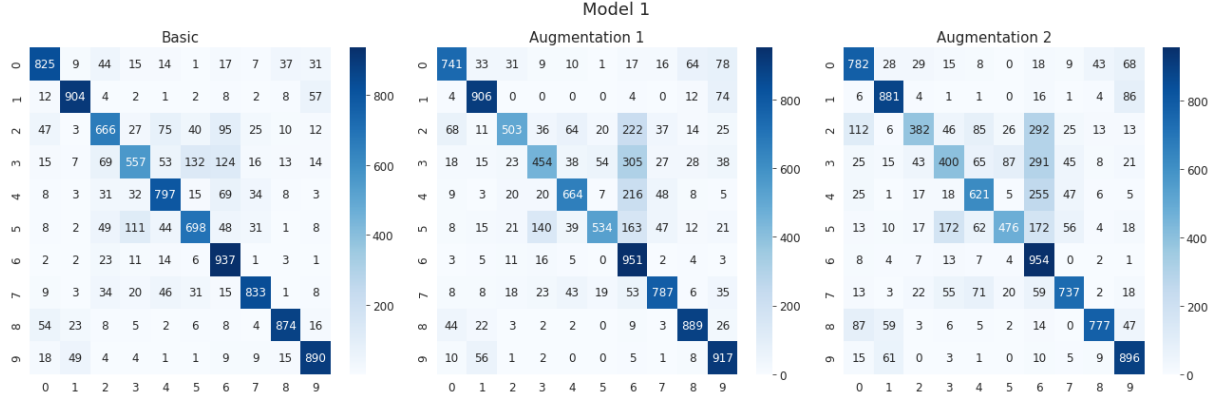 Model 1
Basic Augmentation 1 Augmentation 2
0 825 9 44 15 14 1 17 7 37 31 0 741 33 31 9 10 1 17 16 64 78 0 782 28 29 15 8 0 18 9 43 68
1 12 904 4 2 1 2 8 2 8 57 800 1 4 906 0 0 0 0 4 0 12 74 800 1 6 881 4 1 1 0 16 1 4 86 800
2 47 3 666 27 75 40 95 25 10 12 2 68 11 503 36 64 20 222 37 14 25 2 112 6 382 46 85 26 292 25 13 13
3 15 7 69 557 53 132 124 16 13 14 600 3 18 15 23 454 38 54 305 27 28 38 600 3 25 15 43 400 65 87 291 45 8 21 600
4 8 3 31 32 797 15 69 34 8 3 4 9 3 20 20 664 7 216 48 8 5 4 25 1 17 18 621 5 255 47 6 5
5 8 2 49 111 44 698 48 31 1 8 400 5 8 15 21 140 39 534 163 47 12 21 400 5 13 10 17 172 62 476 172 56 4 18 400
6 2 2 23 11 14 6 937 1 3 1 6 3 5 11 16 5 0 951 2 4 3 6 8 4 7 13 7 4 954 0 2 1
7 9 3 34 20 46 31 15 833 1 8 200 7 8 8 18 23 43 19 53 787 6 35 200 7 13 3 22 55 71 20 59 737 2 18 200
8 54 23 8 5 2 6 8 4 874 16 8 44 22 3 2 2 0 9 3 889 26 8 87 59 3 6 5 2 14 0 777 47
9 18 49 4 4 1 1 9 9 15 890 9 10 56 1 2 0 0 5 1 8 917 0 9 15 61 0 3 1 0 10 5 9 896 0
0 1 2 3 4 5 6 7 8 9 0 1 2 3 4 5 6 7 8 9 0 1 2 3 4 5 6 7 8 9